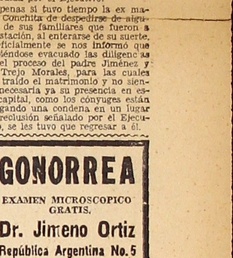 penas si tuvo tiempo la ex ma-
Conchita de despedirse de algu-
de sus familiares que fueron a
stación, al enterarse de su suerte,
oficialmente se nos informó que
iéndose evacuado las diligenc as
el proceso del padre Jiménez y
Trejo Morales, para las cuales
traído el matrimonio y no sien-
necesaria ya su presencia en es-
capital, como los cónyuges están
ngando una condena en un lugar
reclusión señalado por el Ejecu-
o, se les tuvo que regresar a él.
GONORREA
EXAMEN MICROSCOPICO
GRATIS.
Dr. Jimeno Ortiz
República Argentina No. 5